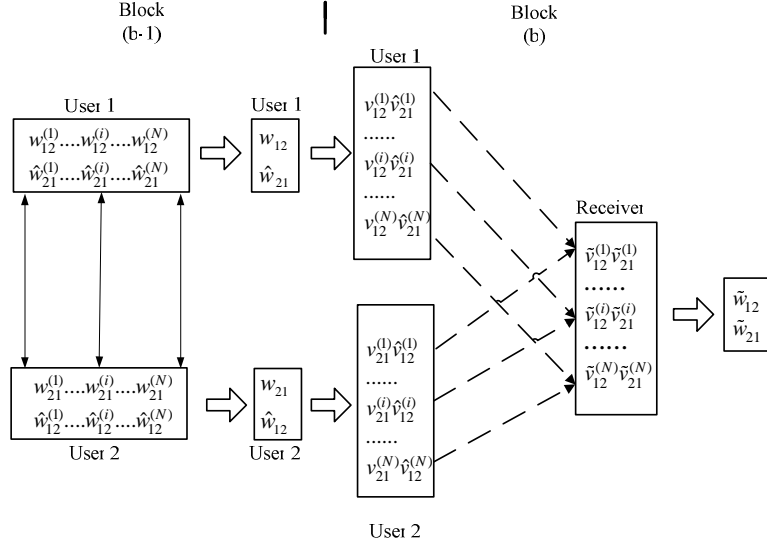 Block
(b-1)
Block
(b)
User 1
w_{12}^{(1)}....w_{12}^{(i)}....w_{12}^{(N)}
ŵ_{21}^{(1)}....ŵ_{21}^{(i)}....ŵ_{21}^{(N)}
User 1
w_{12}
ŵ_{21}
User 1
v_{12}^{(1)}v̂_{21}^{(1)}
......
v_{12}^{(i)}v̂_{21}^{(i)}
......
v_{12}^{(N)}v̂_{21}^{(N)}
Receiver
ṽ_{12}^{(1)}ṽ_{21}^{(1)}
......
ṽ_{12}^{(i)}ṽ_{21}^{(i)}
......
ṽ_{12}^{(N)}ṽ_{21}^{(N)}
w̃_{12}
w̃_{21}
w_{21}^{(1)}....w_{21}^{(i)}....w_{21}^{(N)}
ŵ_{12}^{(1)}....ŵ_{12}^{(i)}....ŵ_{12}^{(N)}
User 2
w_{21}
ŵ_{12}
User 2
v_{21}^{(1)}v̂_{12}^{(1)}
......
v_{21}^{(i)}v̂_{12}^{(i)}
......
v_{21}^{(N)}v̂_{12}^{(N)}
User 2